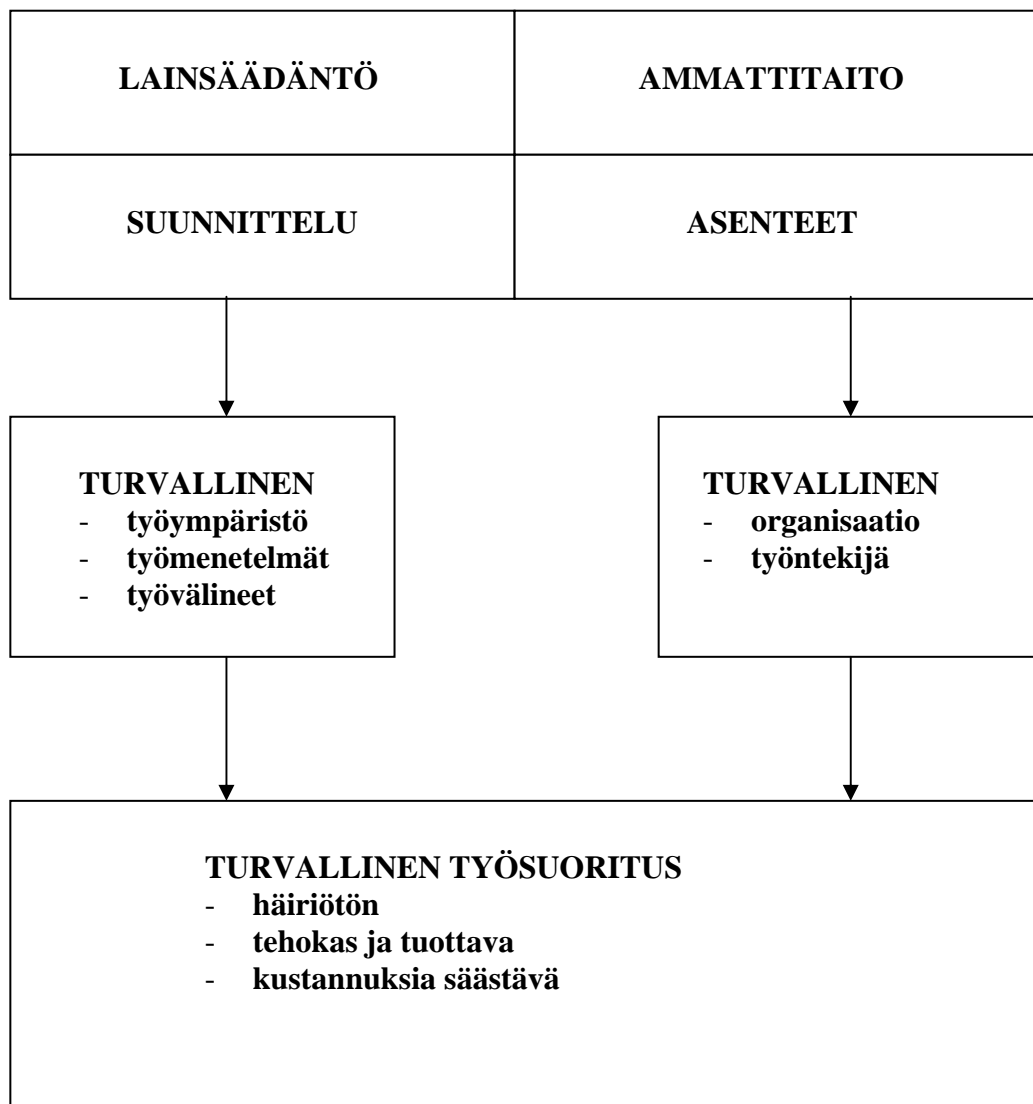 LAINSÄÄDÄNTÖ
AMMATTITAITO
SUUNNITTELU
ASENTEET
TURVALLINEN
- työympäristö
- työmenetelmät
- työvälineet
TURVALLINEN
- organisaatio
- työntekijä
TURVALLINEN TYÖSUORITUS
- häiriötön
- tehokas ja tuottava
- kustannuksia säästävä